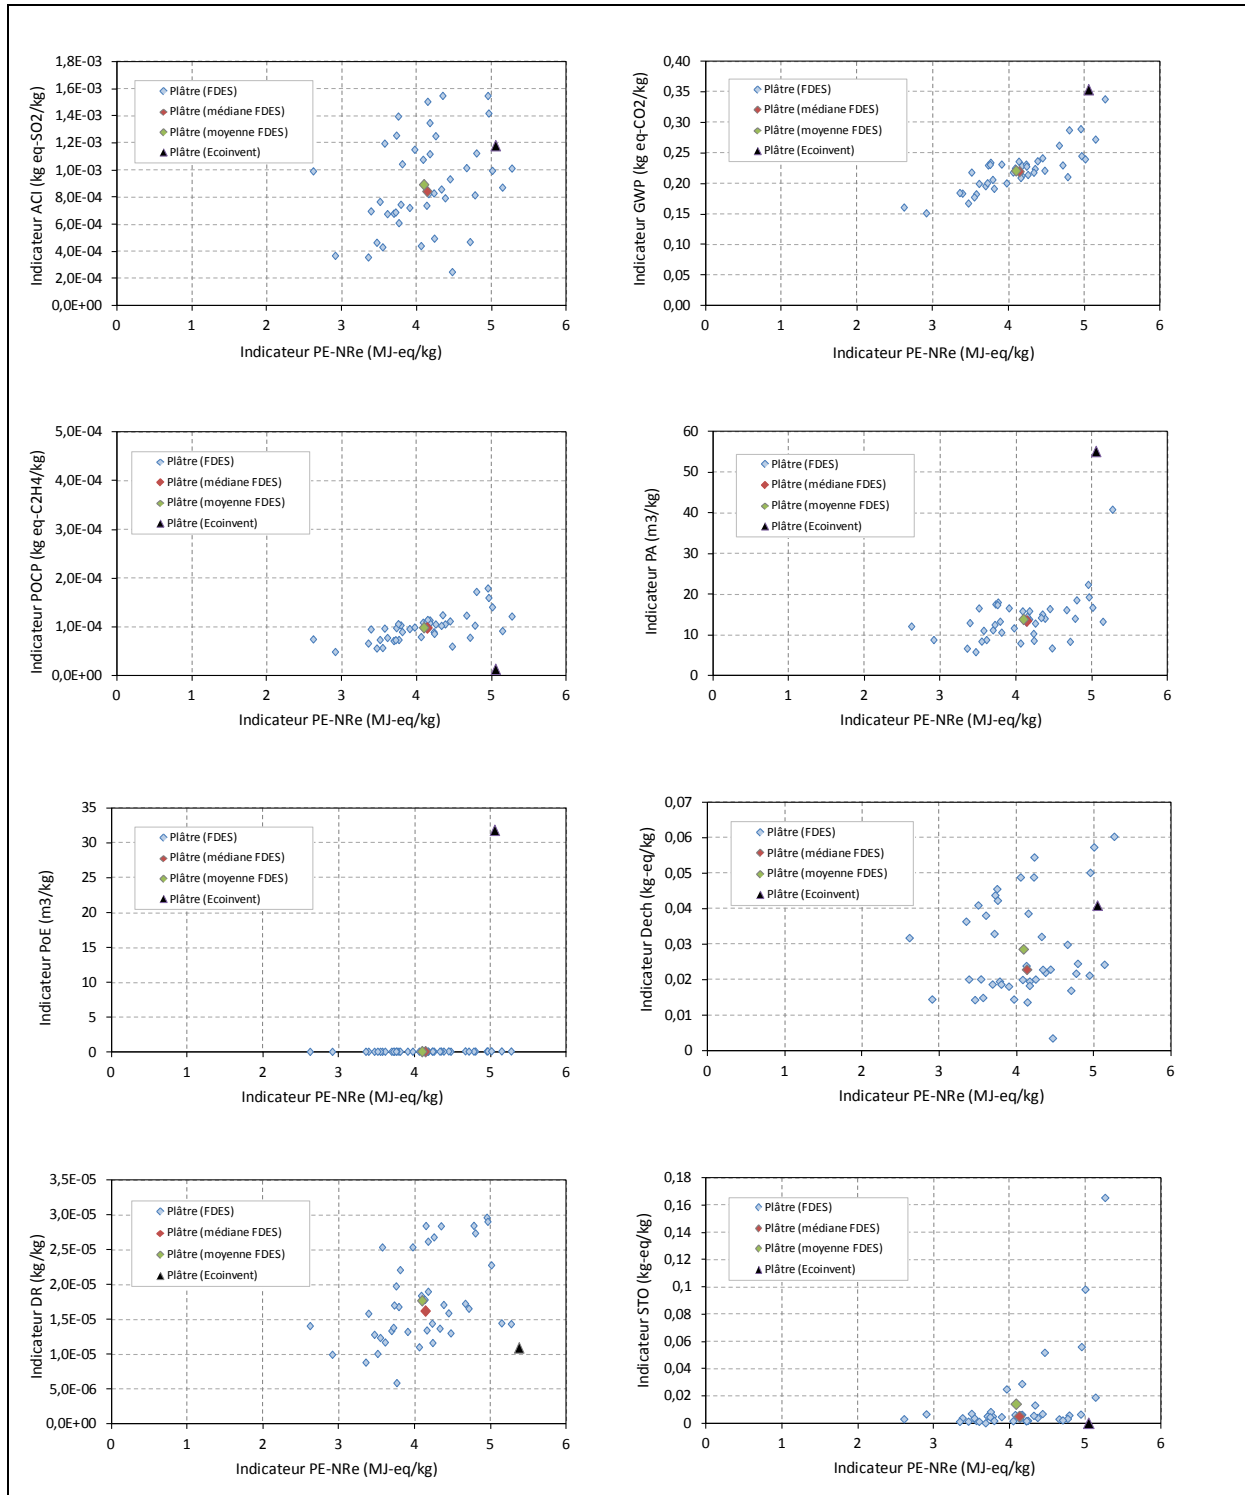 Indicateur ACI (kg eq-SO2/kg)
1,8E-03
1,6E-03
1,4E-03
1,2E-03
1,0E-03
8,0E-04
6,0E-04
4,0E-04
2,0E-04
0,0E+00
Plâtre (FDES)
Plâtre (médiane FDES)
Plâtre (moyenne FDES)
Plâtre (Ecoinvent)
0 1 2 3 4 5 6
Indicateur PE-NRe (MJ-eq/kg)
Indicateur GWP (kg eq-CO2/kg)
0,40
0,35
0,30
0,25
0,20
0,15
0,10
0,05
0,00
Plâtre (FDES)
Plâtre (médiane FDES)
Plâtre (moyenne FDES)
Plâtre (Ecoinvent)
0 1 2 3 4 5 6
Indicateur PE-NRe (MJ-eq/kg)
Indicateur POCP (kg eq-C2H4/kg)
5,0E-04
4,0E-04
3,0E-04
2,0E-04
1,0E-04
0,0E+00
Plâtre (FDES)
Plâtre (médiane FDES)
Plâtre (moyenne FDES)
Plâtre (Ecoinvent)
0 1 2 3 4 5 6
Indicateur PE-NRe (MJ-eq/kg)
Indicateur PA (m3/kg)
60
50
40
30
20
10
0
Plâtre (FDES)
Plâtre (médiane FDES)
Plâtre (moyenne FDES)
Plâtre (Ecoinvent)
0 1 2 3 4 5 6
Indicateur PE-NRe (MJ-eq/kg)
Indicateur PoE (m3/kg)
35
30
25
20
15
10
5
0
Plâtre (FDES)
Plâtre (médiane FDES)
Plâtre (moyenne FDES)
Plâtre (Ecoinvent)
0 1 2 3 4 5 6
Indicateur PE-NRe (MJ-eq/kg)
Indicateur Dech (kg-eq/kg)
0,07
0,06
0,05
0,04
0,03
0,02
0,01
0
Plâtre (FDES)
Plâtre (médiane FDES)
Plâtre (moyenne FDES)
Plâtre (Ecoinvent)
0 1 2 3 4 5 6
Indicateur PE-NRe (MJ-eq/kg)
Indicateur DR (kg/kg)
3,5E-05
3,0E-05
2,5E-05
2,0E-05
1,5E-05
1,0E-05
5,0E-06
0,0E+00
Plâtre (FDES)
Plâtre (médiane FDES)
Plâtre (moyenne FDES)
Plâtre (Ecoinvent)
0 1 2 3 4 5 6
Indicateur PE-NRe (MJ-eq/kg)
Indicateur STO (kg-eq/kg)
0,18
0,16
0,14
0,12
0,1
0,08
0,06
0,04
0,02
0
Plâtre (FDES)
Plâtre (médiane FDES)
Plâtre (moyenne FDES)
Plâtre (Ecoinvent)
0 1 2 3 4 5 6
Indicateur PE-NRe (MJ-eq/kg)